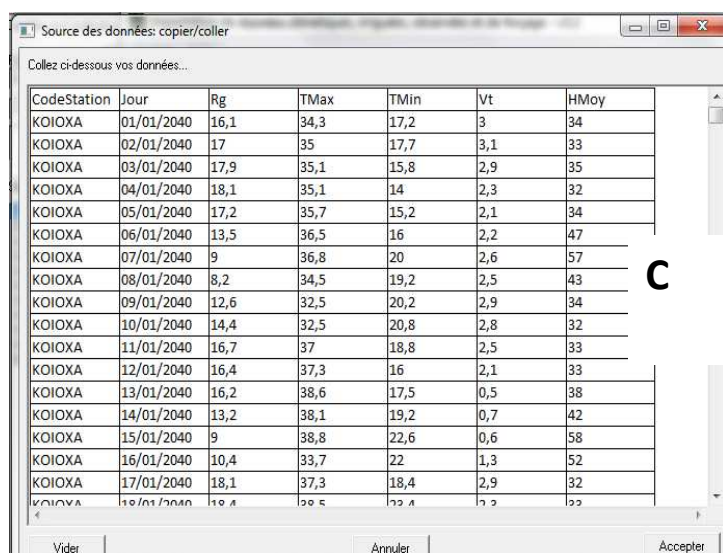 Source des données: copier/coller
Collez ci-dessous vos données...
CodeStation Jour Rg TMax TMin Vt HMoy
KOIOXA 01/01/2040 16,1 34,3 17,2 3 34
KOIOXA 02/01/2040 17 35 17,7 3,1 33
KOIOXA 03/01/2040 17,9 35,1 15,8 2,9 35
KOIOXA 04/01/2040 18,1 35,1 14 2,3 32
KOIOXA 05/01/2040 17,2 35,7 15,2 2,1 34
KOIOXA 06/01/2040 13,5 36,5 16 2,2 47
KOIOXA 07/01/2040 9 36,8 20 2,6 57
KOIOXA 08/01/2040 8,2 34,5 19,2 2,5 43
KOIOXA 09/01/2040 12,6 32,5 20,2 2,9 34
KOIOXA 10/01/2040 14,4 32,5 20,8 2,8 32
KOIOXA 11/01/2040 16,7 37 18,8 2,5 33
KOIOXA 12/01/2040 16,4 37,3 16 2,1 33
KOIOXA 13/01/2040 16,2 38,6 17,5 0,5 38
KOIOXA 14/01/2040 13,2 38,1 19,2 0,7 42
KOIOXA 15/01/2040 9 38,8 22,6 0,6 58
KOIOXA 16/01/2040 10,4 33,7 22 1,3 52
KOIOXA 17/01/2040 18,1 37,3 18,4 2,9 32
KOIOXA 18/01/2040 18,4 38,5 23,4
C
Vider Annuler Accepter